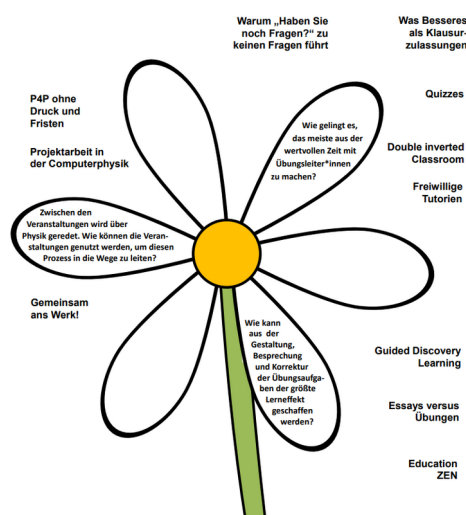 Warum „Haben Sie
noch Fragen?“ zu
keinen Fragen führt
Was Besseres
als Klausur-
zulassungen
P4P ohne
Druck und
Fristen
Quizzes
Wie gelingt es,
das meiste aus der
wertvollen Zeit mit
Übungsleiter*innen
zu machen?
Projektarbeit in
der Computerphysik
Double inverted
Classroom
Freiwillige
Tutorien
Zwischen den
Veranstaltungen wird über
Physik geredet. Wie können die Veran-
staltungen genutzt werden, um diesen
Prozess in die Wege zu leiten?
Gemeinsam
ans Werk!
Wie kann
aus der
Gestaltung,
Besprechung
und Korrektur
der Übungsaufga-
ben der größte
Lerneffekt
geschaffen
werden?
Guided Discovery
Learning
Essays versus
Übungen
Education
ZEN